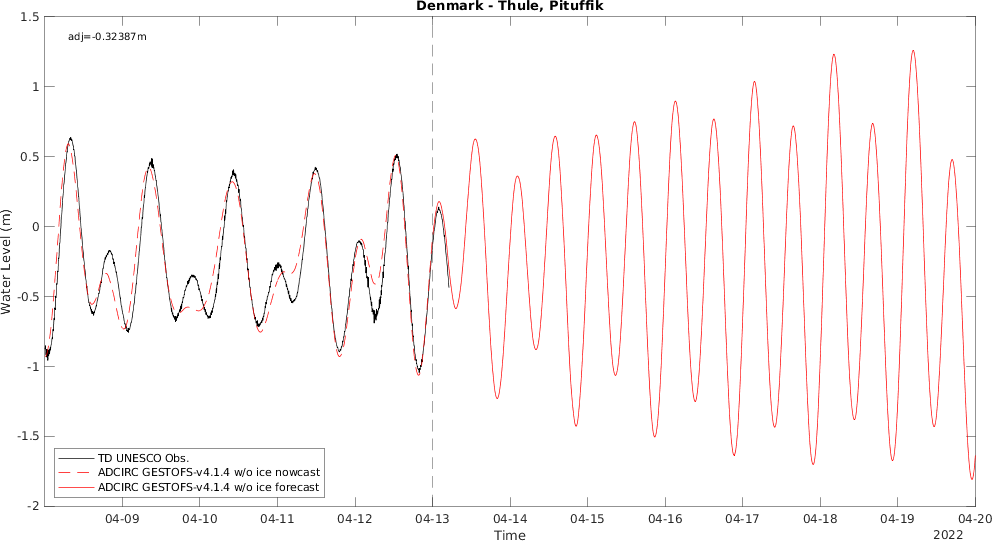 Denmark - Thule, Pituffik
adj=-0.32387m
1.5
1
0.5
0
-0.5
-1
-1.5
-2
Water Level (m)
TD UNESCO Obs.
ADCIRC GESTOFS-v4.1.4 w/o ice nowcast
ADCIRC GESTOFS-v4.1.4 w/o ice forecast
04-09 04-10 04-11 04-12 04-13 04-14 04-15 04-16 04-17 04-18 04-19 04-20
Time
2022